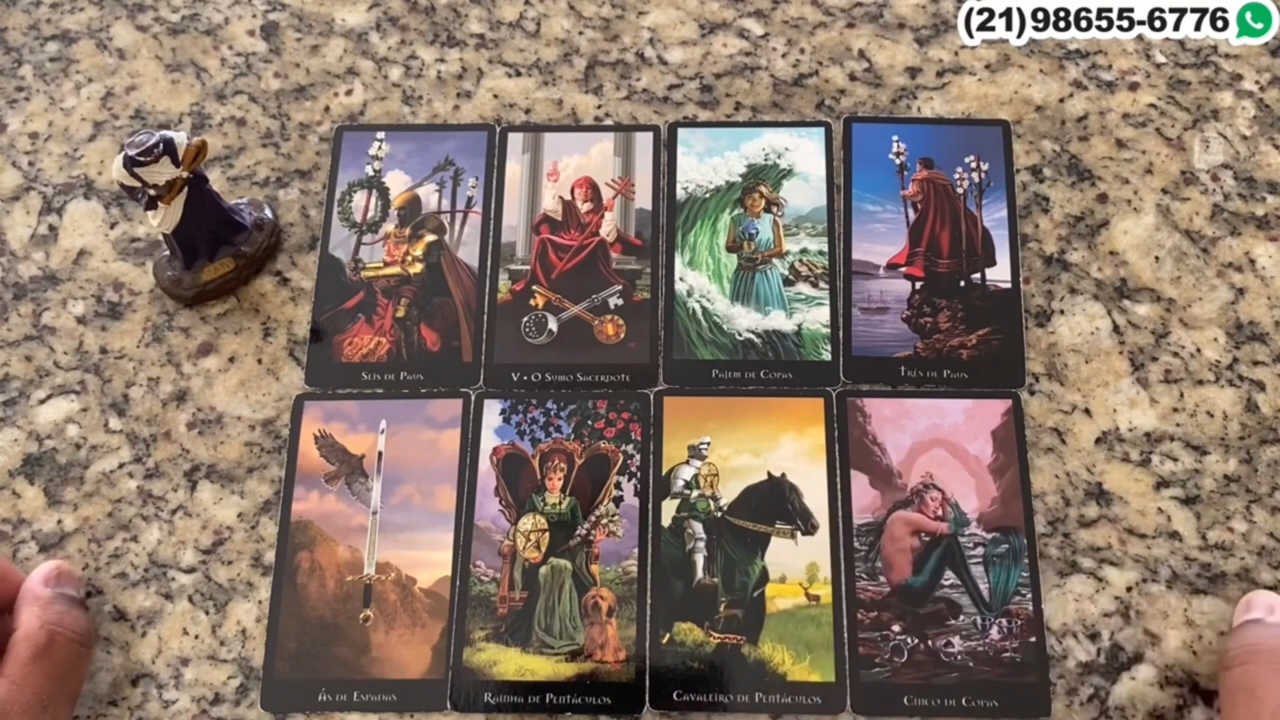 (21)98655-6776
SEIS DE PAUS
V • O SUMO SACERDOTE
PAJEM DE COPAS
TRÊS DE PAUS
ÁS DE ESPADAS
RAINHA DE PENTÁCULOS
CAVALEIRO DE PENTÁCULOS
CINCO DE COPAS